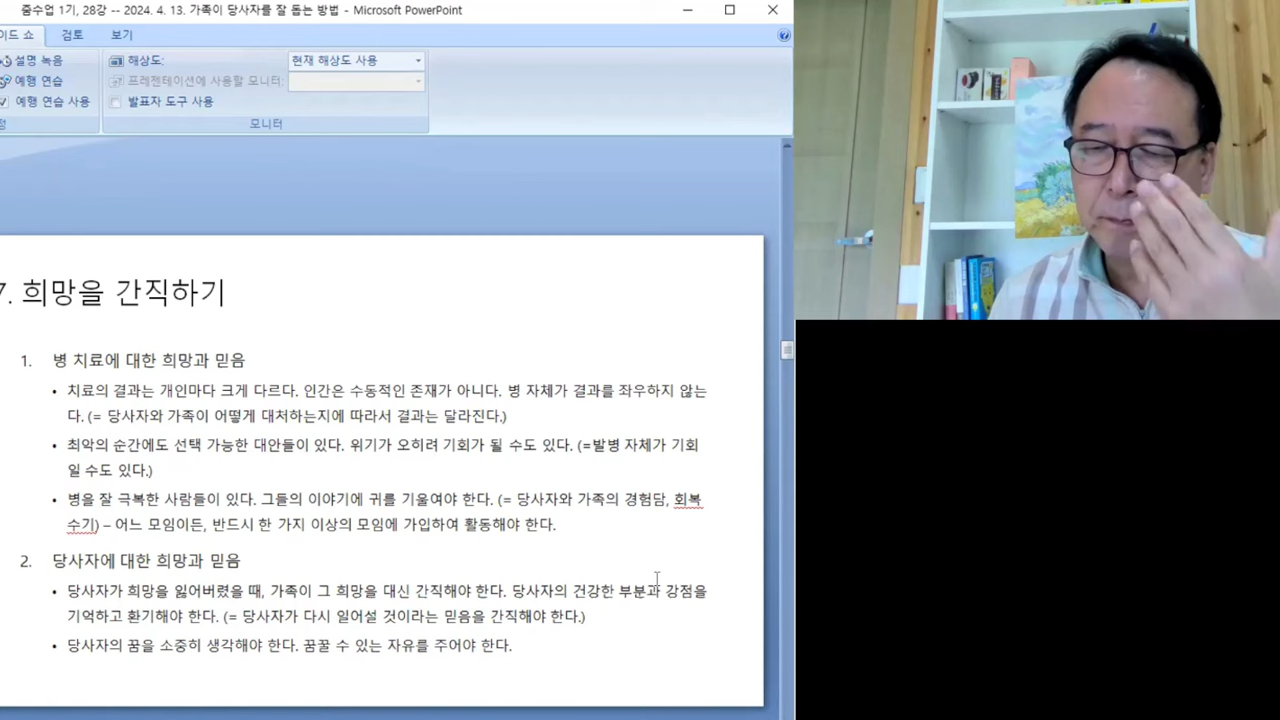 줌수업 1기, 28강 -- 2024. 4. 13. 가족이 당사자를 잘 돕는 방법 - Microsoft PowerPoint
이드 쇼 검토 보기
설명 녹음 해상도: 현재 해상도 사용
예행 연습 프레젠테이션에 사용할 모니터:
예행 연습 사용 발표자 도구 사용
정 모니터
7. 희망을 간직하기
1. 병 치료에 대한 희망과 믿음
• 치료의 결과는 개인마다 크게 다르다. 인간은 수동적인 존재가 아니다. 병 자체가 결과를 좌우하지 않는
다. (= 당사자와 가족이 어떻게 대처하는지에 따라서 결과는 달라진다.)
• 최악의 순간에도 선택 가능한 대안들이 있다. 위기가 오히려 기회가 될 수도 있다. (=발병 자체가 기회
일 수도 있다.)
• 병을 잘 극복한 사람들이 있다. 그들의 이야기에 귀를 기울여야 한다. (= 당사자와 가족의 경험담, 회복
수기) – 어느 모임이든, 반드시 한 가지 이상의 모임에 가입하여 활동해야 한다.
2. 당사자에 대한 희망과 믿음
• 당사자가 희망을 잃어버렸을 때, 가족이 그 희망을 대신 간직해야 한다. 당사자의 건강한 부분과 강점을
기억하고 환기해야 한다. (= 당사자가 다시 일어설 것이라는 믿음을 간직해야 한다.)
• 당사자의 꿈을 소중히 생각해야 한다. 꿈꿀 수 있는 자유를 주어야 한다.